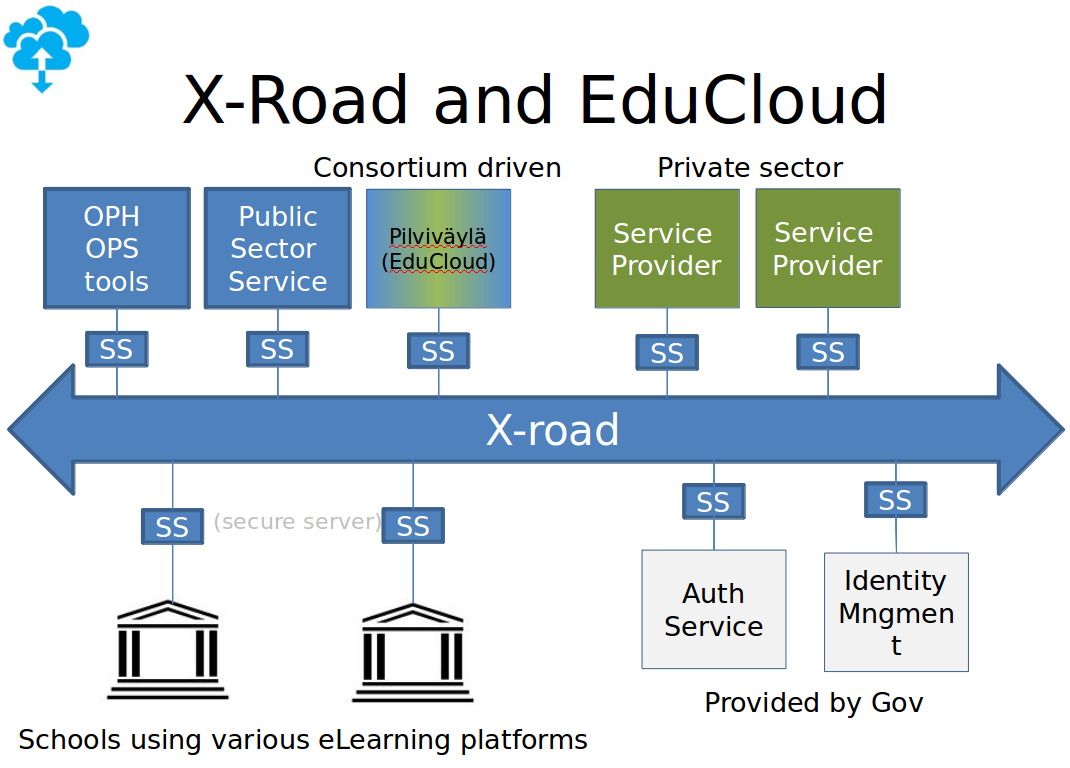 X-Road and EduCloud
Consortium driven
Private sector
OPH
OPS
tools
Public
Sector
Service
Pilviväylä
(EduCloud)
Service
Provider
Service
Provider
SS
SS
SS
SS
SS
X-road
SS
(secure server)
SS
SS
SS
Auth
Service
Identity
Mngmen
t
Provided by Gov
Schools using various eLearning platforms